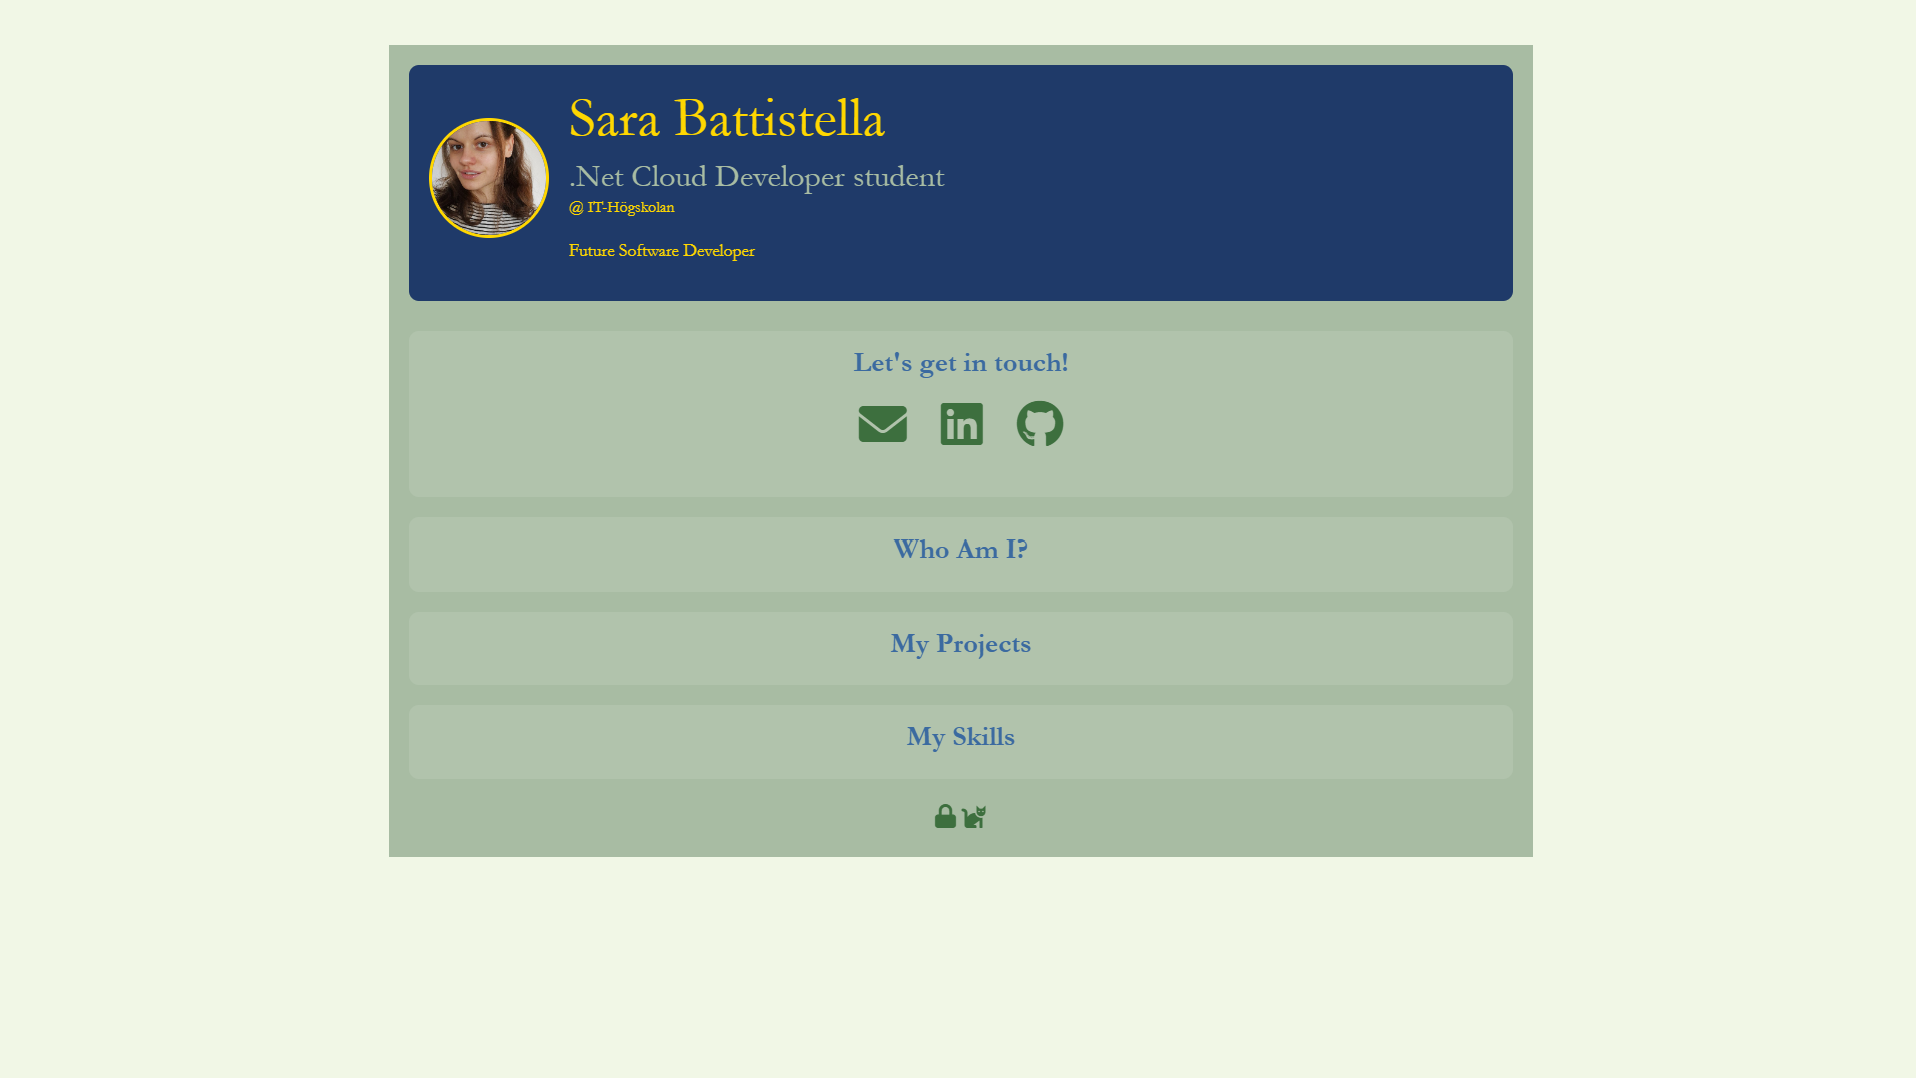 Sara Battistella
.Net Cloud Developer student
@ IT-Högskolan
Future Software Developer
Let's get in touch!
in
Who Am I?
My Projects
My Skills